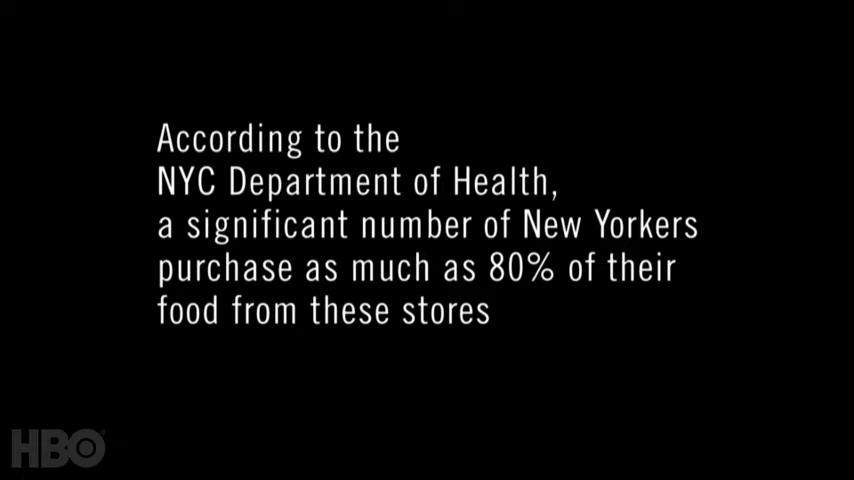 According to the
NYC Department of Health,
a significant number of New Yorkers
purchase as much as 80% of their
food from these stores
HBO